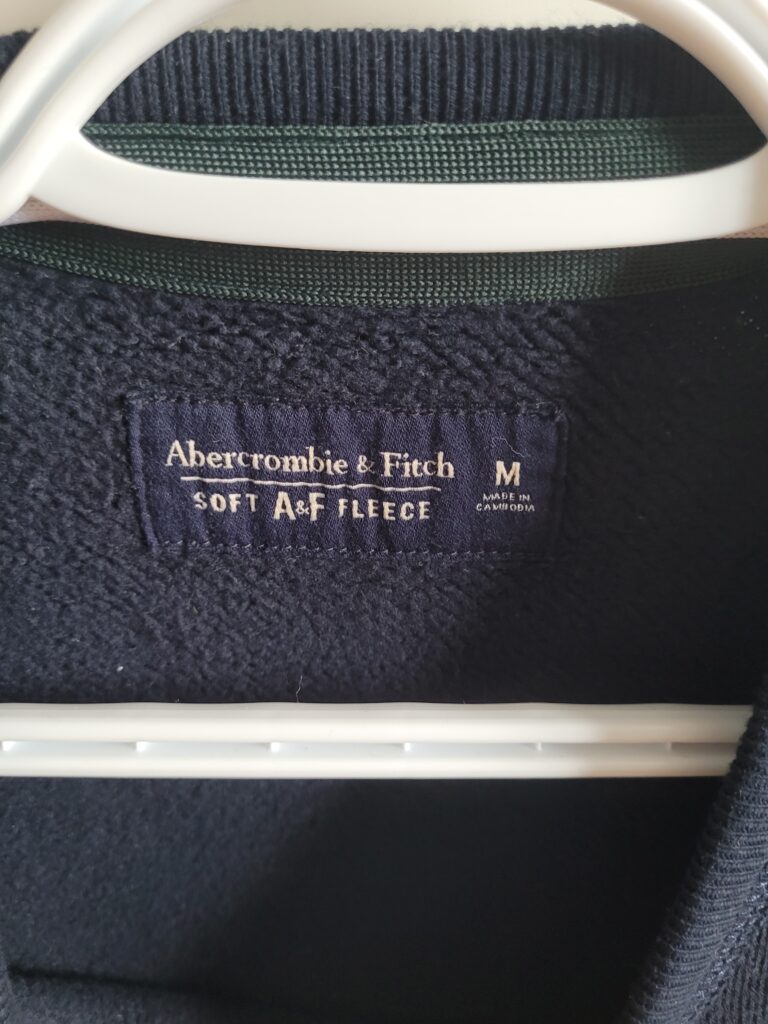 Abercrombie & Fitch
SOFT A&F FLEECE
M
MADE IN
CAMBODIA